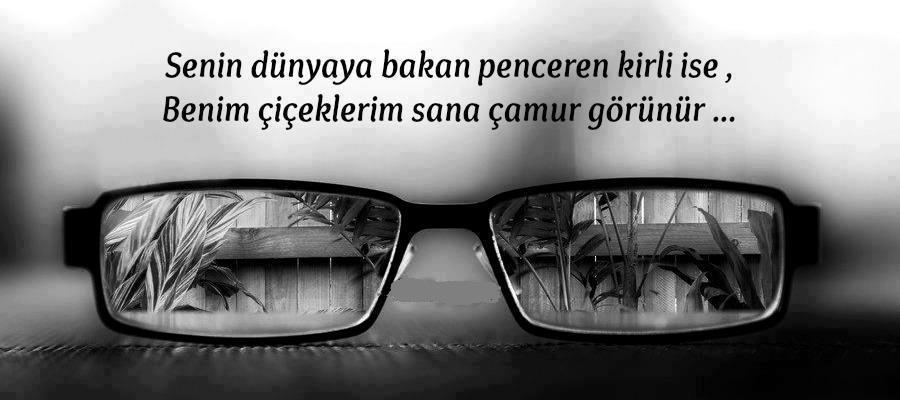 Senin dünyaya bakan penceren kirli ise ,
Benim çiçeklerim sana çamur görünür ...